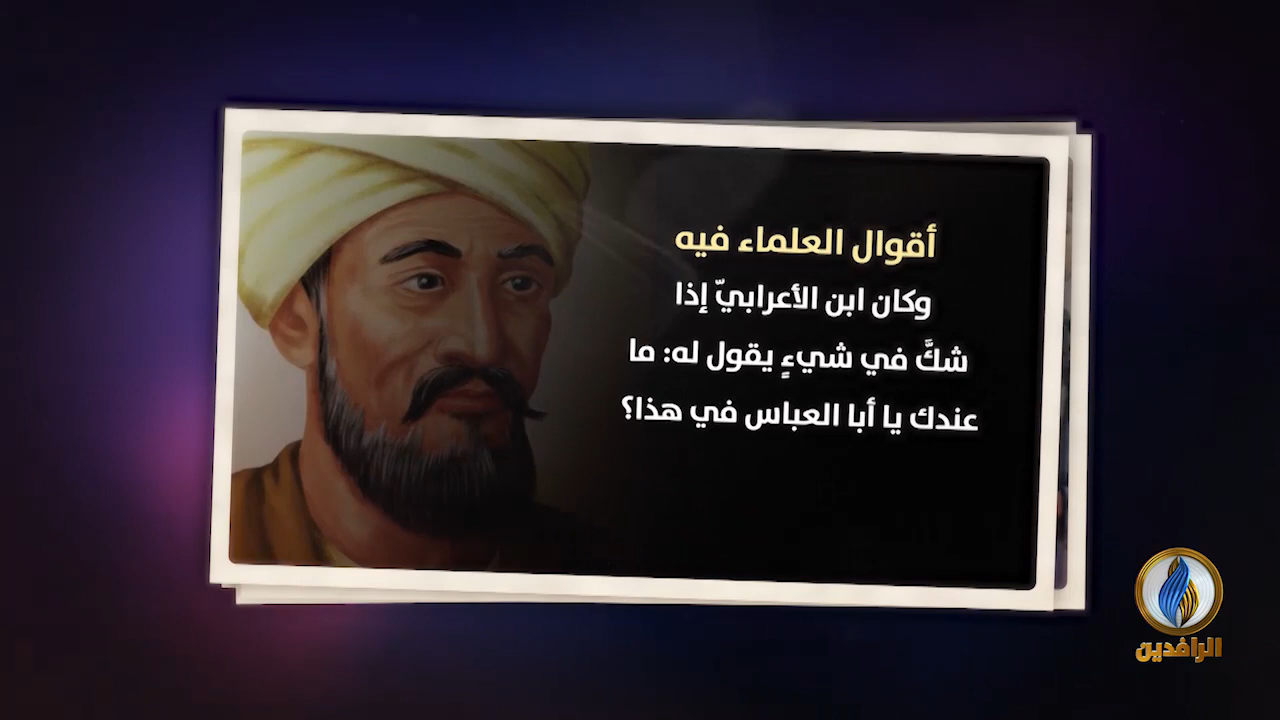 أقوال العلماء فيه
وكان ابن الأعرابيّ إذا
شكَّ في شيءٍ يقول له: ما
عندك يا أبا العباس في هذا؟
الرافدين